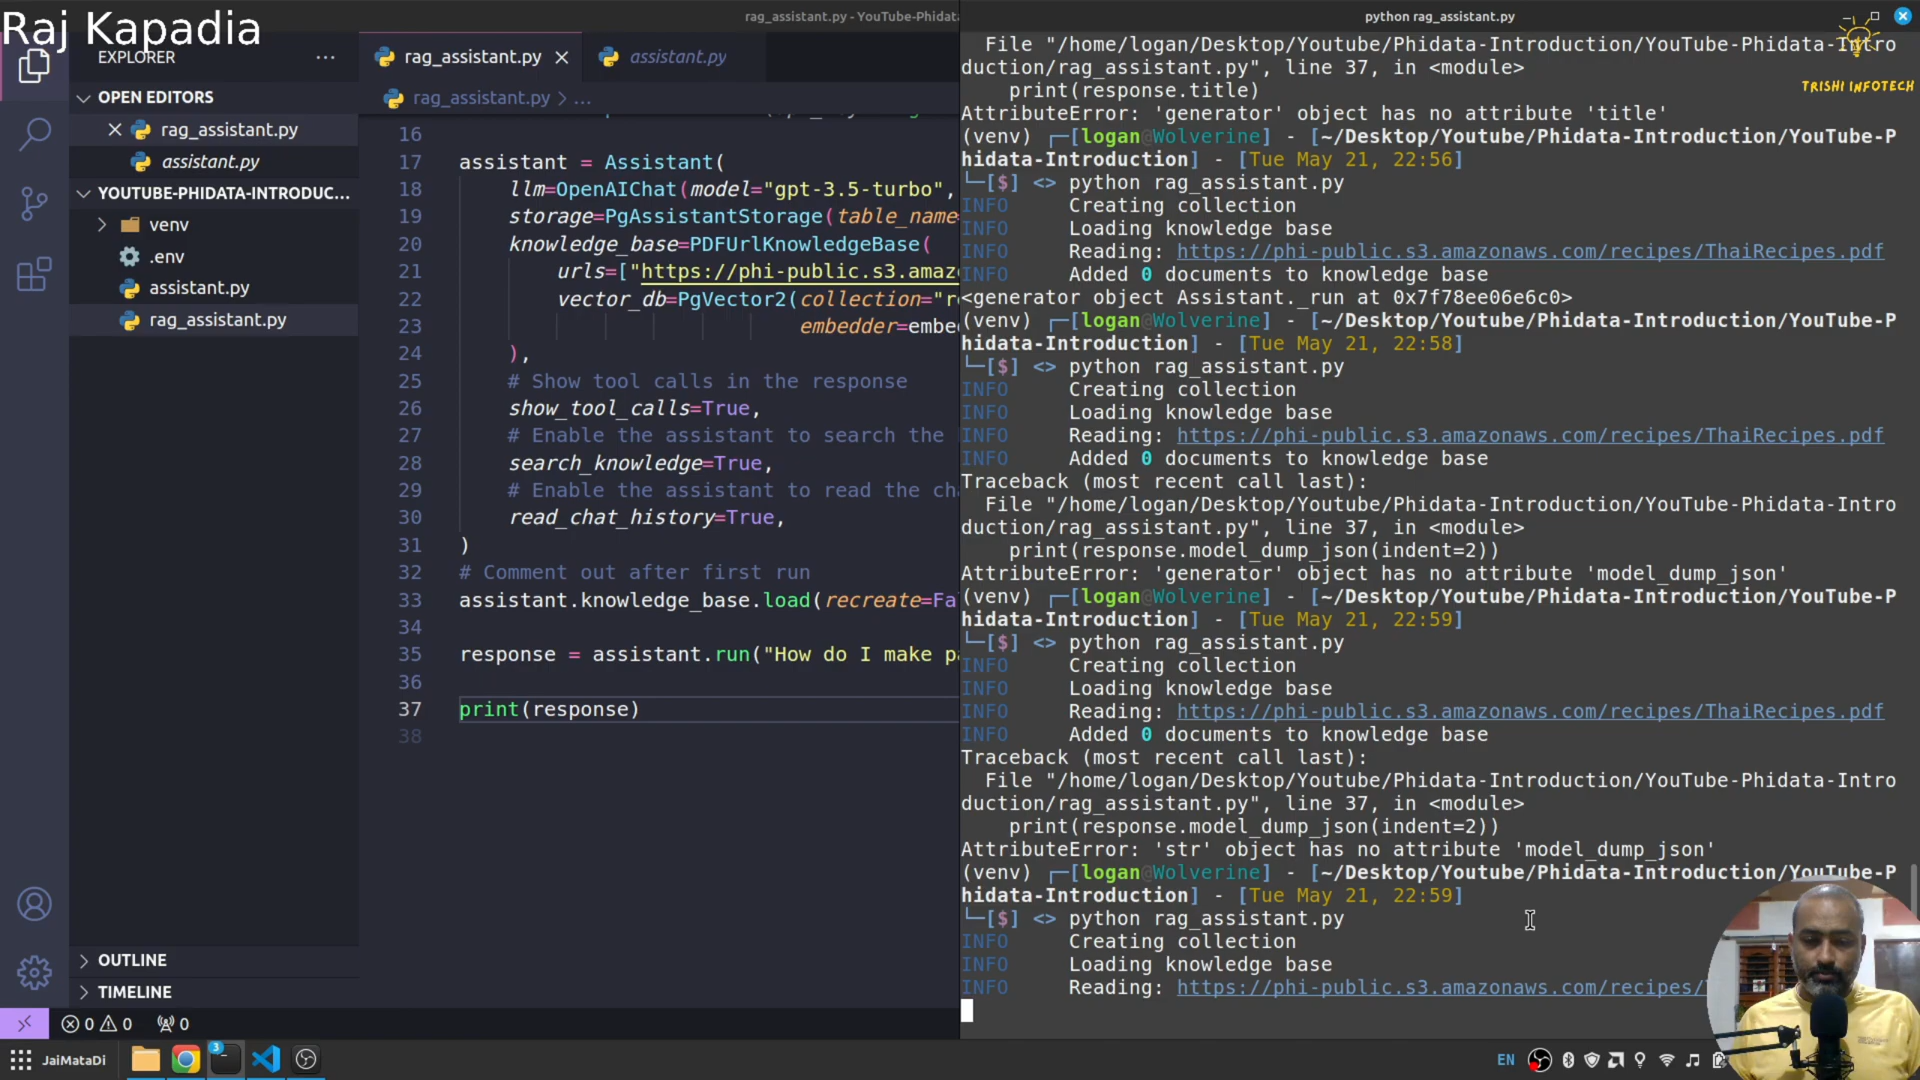 Raj Kapadia
rag_assistant.py - YouTube-Phidata
EXPLORER
OPEN EDITORS
rag_assistant.py
assistant.py
YOUTUBE-PHIDATA-INTRODUC...
venv
.env
assistant.py
rag_assistant.py
OUTLINE
TIMELINE
rag_assistant.py
assistant.py
rag_assistant.py > ...
16
17 assistant = Assistant(
18 llm=OpenAIChat(model="gpt-3.5-turbo",
19 storage=PgAssistantStorage(table_name=
20 knowledge_base=PDFUrlKnowledgeBase(
21 urls=["https://phi-public.s3.amazo
22 vector_db=PgVector2(collection="re
23 embedder=embe
24 ),
25 # Show tool calls in the response
26 show_tool_calls=True,
27 # Enable the assistant to search the
28 search_knowledge=True,
29 # Enable the assistant to read the cha
30 read_chat_history=True,
31 )
32 # Comment out after first run
33 assistant.knowledge_base.load(recreate=Fa
34
35 response = assistant.run("How do I make pa
36
37 print(response)
38
0 0 0
python rag_assistant.py
TRISHI INFOTECH
File "/home/logan/Desktop/Youtube/Phidata-Introduction/YouTube-Phidata-Intro
duction/rag_assistant.py", line 37, in <module>
print(response.title)
AttributeError: 'generator' object has no attribute 'title'
(venv) ┌─[logan@Wolverine] - [~/Desktop/Youtube/Phidata-Introduction/YouTube-P
hidata-Introduction] - [Tue May 21, 22:56]
└─[$] <> python rag_assistant.py
INFO Creating collection
INFO Loading knowledge base
INFO Reading: https://phi-public.s3.amazonaws.com/recipes/ThaiRecipes.pdf
INFO Added 0 documents to knowledge base
<generator object Assistant._run at 0x7f78ee06e6c0>
(venv) ┌─[logan@Wolverine] - [~/Desktop/Youtube/Phidata-Introduction/YouTube-P
hidata-Introduction] - [Tue May 21, 22:58]
└─[$] <> python rag_assistant.py
INFO Creating collection
INFO Loading knowledge base
INFO Reading: https://phi-public.s3.amazonaws.com/recipes/ThaiRecipes.pdf
INFO Added 0 documents to knowledge base
Traceback (most recent call last):
File "/home/logan/Desktop/Youtube/Phidata-Introduction/YouTube-Phidata-Intro
duction/rag_assistant.py", line 37, in <module>
print(response.model_dump_json(indent=2))
AttributeError: 'generator' object has no attribute 'model_dump_json'
(venv) ┌─[logan@Wolverine] - [~/Desktop/Youtube/Phidata-Introduction/YouTube-P
hidata-Introduction] - [Tue May 21, 22:59]
└─[$] <> python rag_assistant.py
INFO Creating collection
INFO Loading knowledge base
INFO Reading: https://phi-public.s3.amazonaws.com/recipes/ThaiRecipes.pdf
INFO Added 0 documents to knowledge base
Traceback (most recent call last):
File "/home/logan/Desktop/Youtube/Phidata-Introduction/YouTube-Phidata-Intro
duction/rag_assistant.py", line 37, in <module>
print(response.model_dump_json(indent=2))
AttributeError: 'str' object has no attribute 'model_dump_json'
(venv) ┌─[logan@Wolverine] - [~/Desktop/Youtube/Phidata-Introduction/YouTube-P
hidata-Introduction] - [Tue May 21, 22:59]
└─[$] <> python rag_assistant.py
INFO Creating collection
INFO Loading knowledge base
INFO Reading: https://phi-public.s3.amazonaws.com/recipes/
JaiMataDi
3
EN